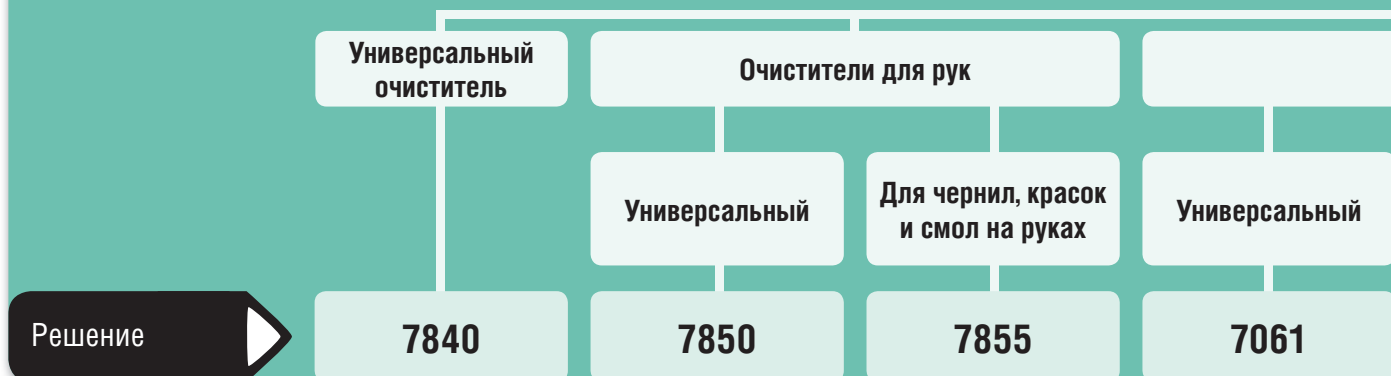 Универсальный
очиститель
Очистители для рук
Универсальный
Для чернил, красок
и смол на руках
Универсальный
Решение
7840
7850
7855
7061